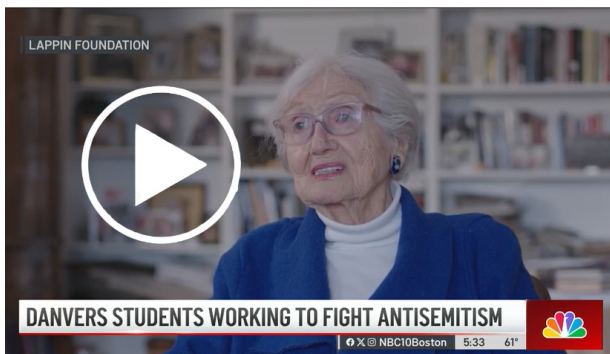 LAPPIN FOUNDATION
DANVERS STUDENTS WORKING TO FIGHT ANTISEMITISM
NBC10Boston 5:33 61°